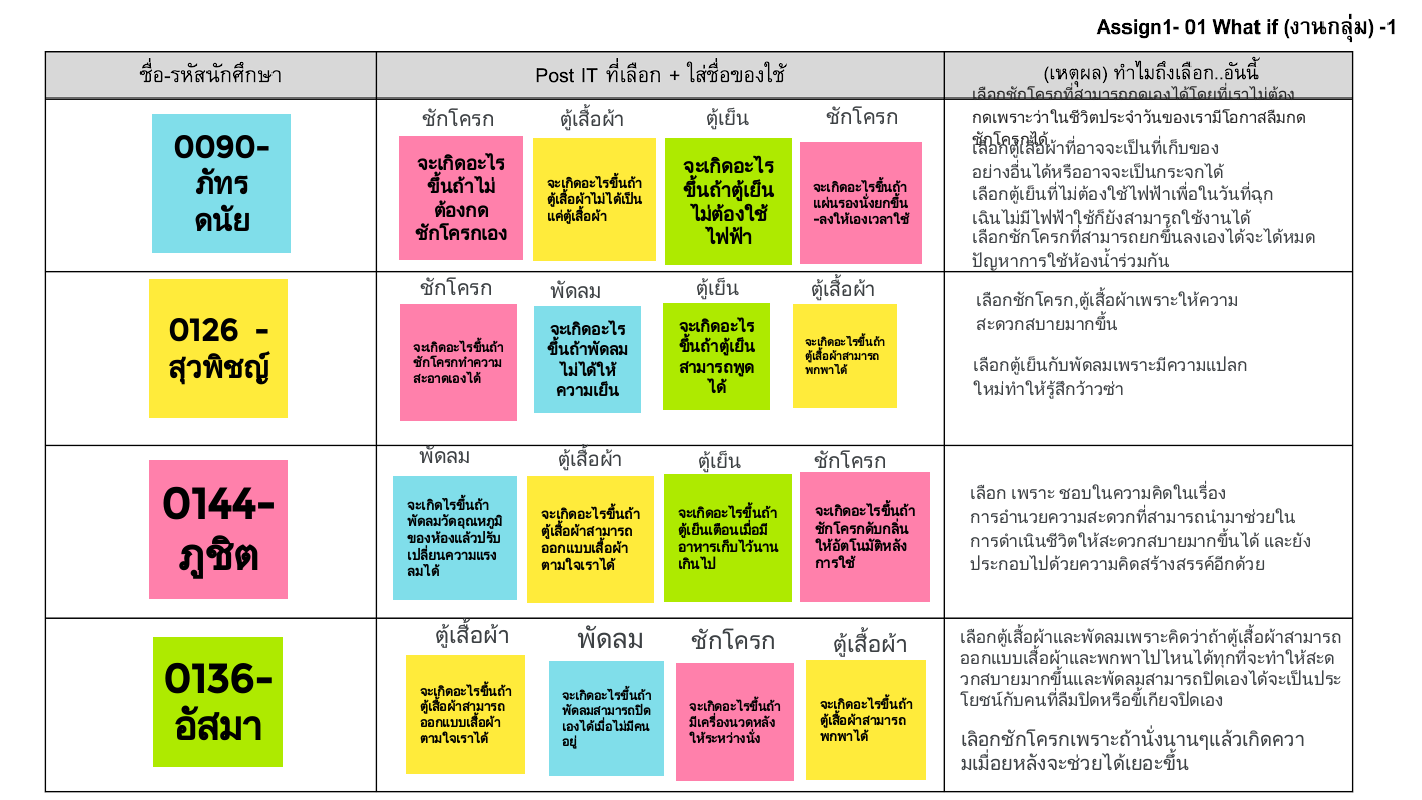 Assign1- 01 What if (งานกลุ่ม) -1
ชื่อ-รหัสนักศึกษา
Post IT ที่เลือก + ใส่ชื่อของใช้
(เหตุผล) ทำไมถึงเลือก..อันนี้
0090-
ภัทร
ดนัย
ชักโครก
จะเกิดอะไร
ขึ้นถ้าไม่
ต้องกด
ชักโครกเอง
ตู้เสื้อผ้า
จะเกิดอะไรขึ้นถ้า
ตู้เสื้อผ้าไม่ได้เป็น
แค่ตู้เสื้อผ้า
ตู้เย็น
จะเกิดอะไร
ขึ้นถ้าตู้เย็น
ไม่ต้องใช้
ไฟฟ้า
ชักโครก
จะเกิดอะไรขึ้นถ้า
แผ่นรองนั่งยกขึ้น
-ลงให้เองเวลาใช้
เลือกชักโครกที่สามารถกดเองได้โดยที่เราไม่ต้อง
กดเพราะว่าในชีวิตประจำวันของเรามีโอกาสลืมกด
ชักโครกได้
เลือกตู้เสื้อผ้าที่อาจจะเป็นที่เก็บของ
อย่างอื่นได้หรืออาจจะเป็นกระจกได้
เลือกตู้เย็นที่ไม่ต้องใช้ไฟฟ้าเพื่อในวันที่ฉุก
เฉินไม่มีไฟฟ้าใช้ก็ยังสามารถใช้งานได้
เลือกชักโครกที่สามารถยกขึ้นลงเองได้จะได้หมด
ปัญหาการใช้ห้องน้ำร่วมกัน
0126 -
สุวพิชญ์
ชักโครก
จะเกิดอะไรขึ้นถ้า
ชักโครกทำความ
สะอาดเองได้
พัดลม
จะเกิดอะไร
ขึ้นถ้าพัดลม
ไม่ได้ให้
ความเย็น
ตู้เย็น
จะเกิดอะไร
ขึ้นถ้าตู้เย็น
สามารถพูด
ได้
ตู้เสื้อผ้า
จะเกิดอะไรขึ้นถ้า
ตู้เสื้อผ้าสามารถ
พกพาได้
เลือกชักโครก,ตู้เสื้อผ้าเพราะให้ความ
สะดวกสบายมากขึ้น
เลือกตู้เย็นกับพัดลมเพราะมีความแปลก
ใหม่ทำให้รู้สึกว้าวซ่า
0144-
ภูชิต
พัดลม
จะเกิดไรขึ้นถ้า
พัดลมวัดอุณหภูมิ
ของห้องแล้วปรับ
เปลี่ยนความแรง
ลมได้
ตู้เสื้อผ้า
จะเกิดอะไรขึ้นถ้า
ตู้เสื้อผ้าสามารถ
ออกแบบเสื้อผ้า
ตามใจเราได้
ตู้เย็น
จะเกิดอะไรขึ้นถ้า
ตู้เย็นเตือนเมื่อมี
อาหารเก็บไว้นาน
เกินไป
ชักโครก
จะเกิดอะไรขึ้นถ้า
ชักโครกดับกลิ่น
ให้อัตโนมัติหลัง
การใช้
เลือก เพราะ ชอบในความคิดในเรื่อง
การอำนวยความสะดวกที่สามารถนำมาช่วยใน
การดำเนินชีวิตให้สะดวกสบายมากขึ้นได้ และยัง
ประกอบไปด้วยความคิดสร้างสรรค์อีกด้วย
0136-
อัสมา
ตู้เสื้อผ้า
จะเกิดอะไรขึ้นถ้า
ตู้เสื้อผ้าสามารถ
ออกแบบเสื้อผ้า
ตามใจเราได้
พัดลม
จะเกิดอะไรขึ้นถ้า
พัดลมสามารถปิด
เองได้เมื่อไม่มีคน
อยู่
ชักโครก
จะเกิดอะไรขึ้นถ้า
มีเครื่องนวดหลัง
ให้ระหว่างนั่ง
ตู้เสื้อผ้า
จะเกิดอะไรขึ้นถ้า
ตู้เสื้อผ้าสามารถ
พกพาได้
เลือกตู้เสื้อผ้าและพัดลมเพราะคิดว่าถ้าตู้เสื้อผ้าสามารถ
ออกแบบเสื้อผ้าและพกพาไปไหนได้ทุกที่จะทำให้สะด
วกสบายมากขึ้นและพัดลมสามารถปิดเองได้จะเป็นประ
โยชน์กับคนที่ลืมปิดหรือขี้เกียจปิดเอง
เลิอกชักโครกเพราะถ้านั่งนานๆแล้วเกิดควา
มเมื่อยหลังจะช่วยได้เยอะขึ้น